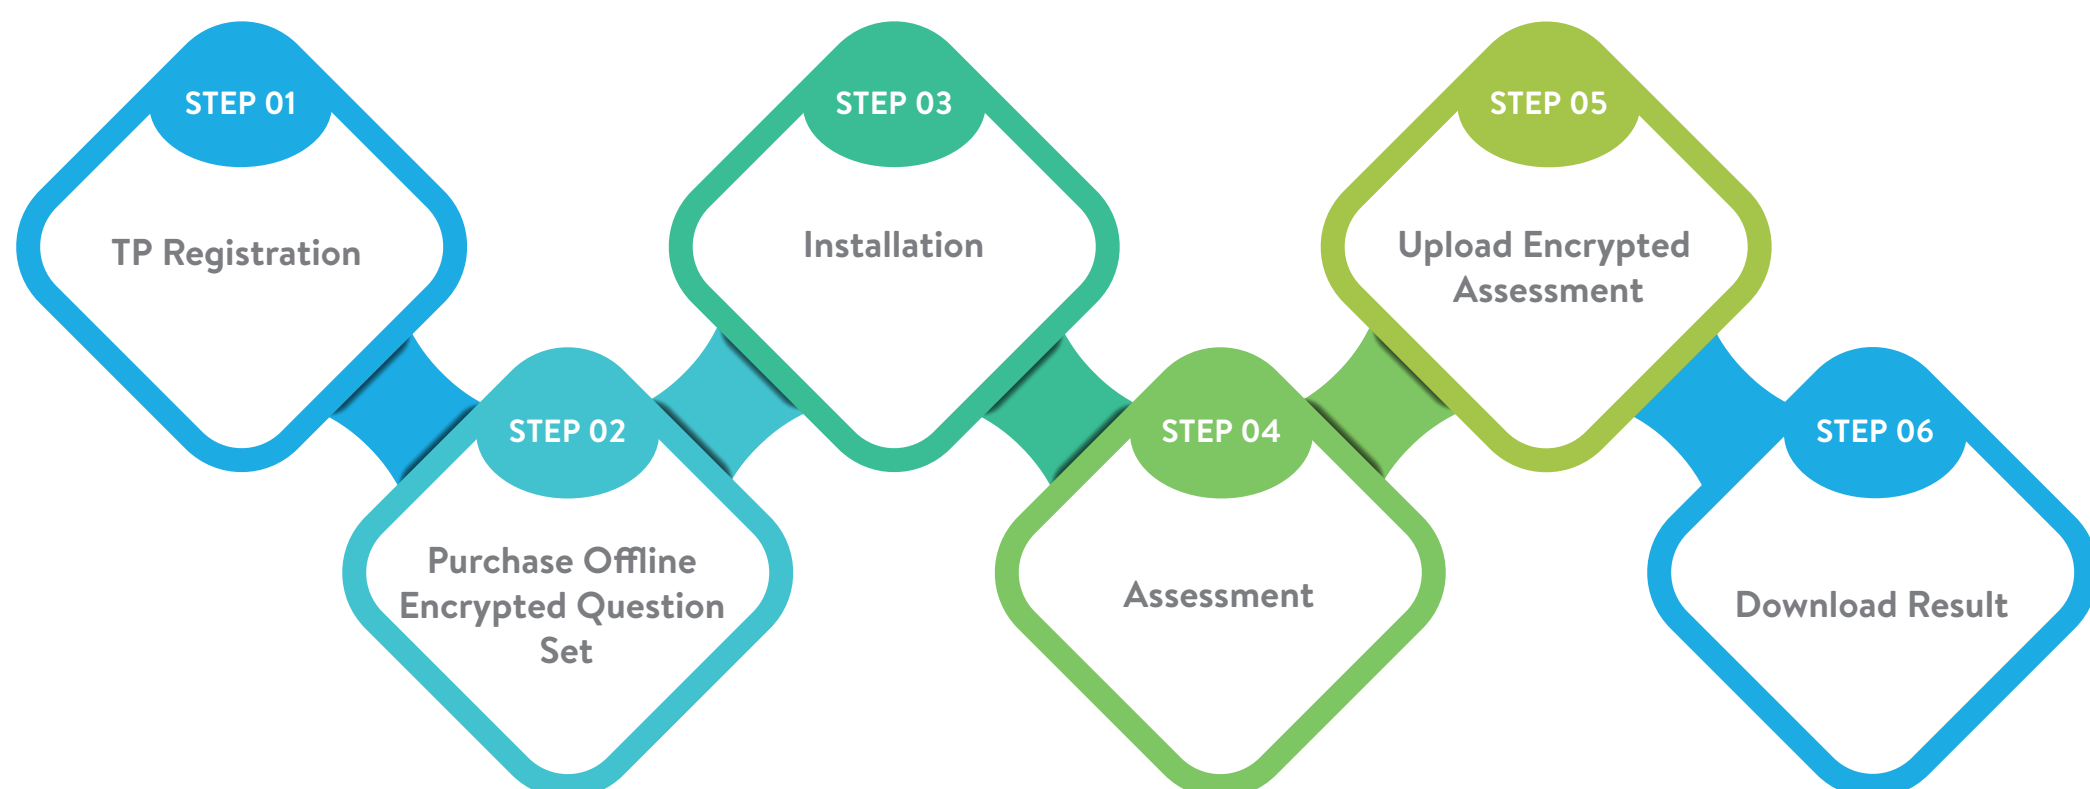 STEP 01
TP Registration
STEP 02
Purchase Offline
Encrypted Question
Set
STEP 03
Installation
STEP 04
Assessment
STEP 05
Upload Encrypted
Assessment
STEP 06
Download Result